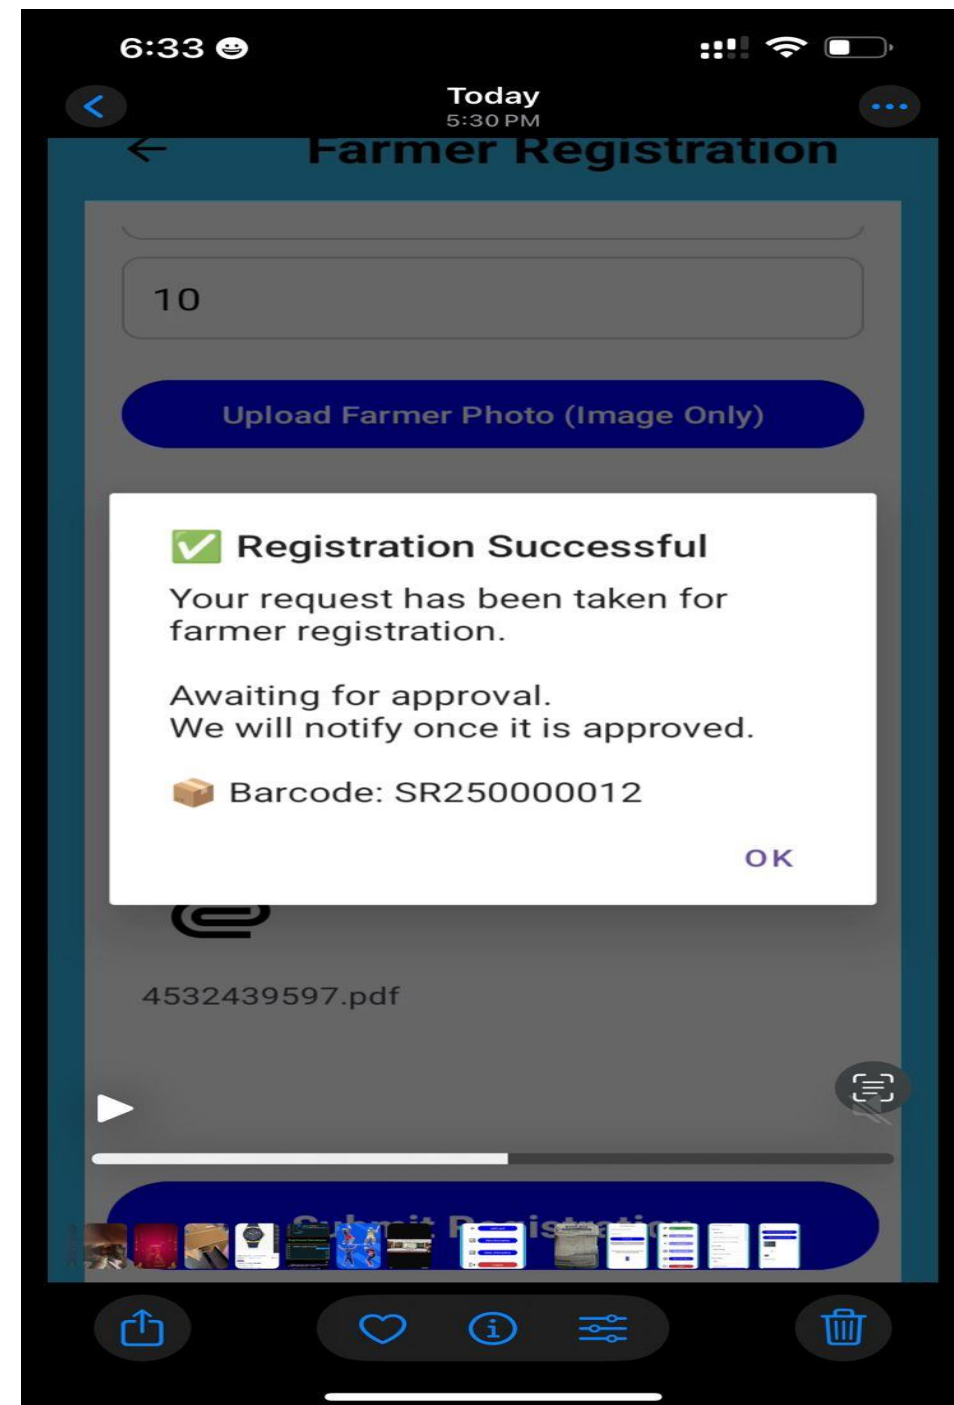 6:33
Today
5:30 PM
Farmer Registration
10
Upload Farmer Photo (Image Only)
✅ Registration Successful
Your request has been taken for
farmer registration.
Awaiting for approval.
We will notify once it is approved.
📦 Barcode: SR250000012
OK
4532439597.pdf
Submit Registration